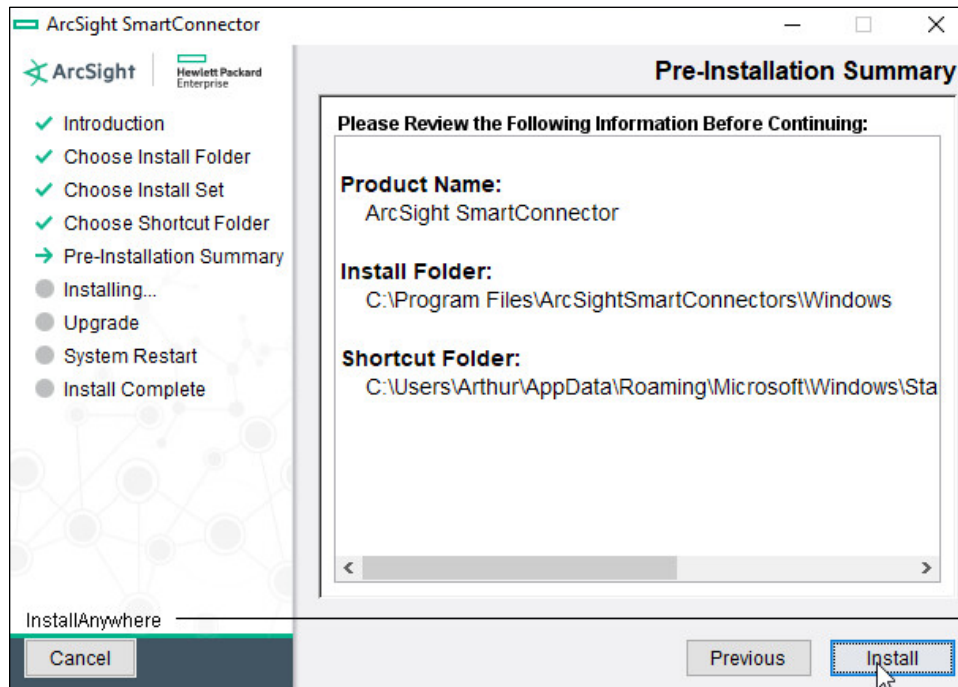 ArcSight SmartConnector
ArcSight
Hewlett Packard
Enterprise
Pre-Installation Summary
Introduction
Choose Install Folder
Choose Install Set
Choose Shortcut Folder
Pre-Installation Summary
Installing...
Upgrade
System Restart
Install Complete
Please Review the Following Information Before Continuing:
Product Name:
ArcSight SmartConnector
Install Folder:
C:\Program Files\ArcSightSmartConnectors\Windows
Shortcut Folder:
C:\Users\Arthur\AppData\Roaming\Microsoft\Windows\Sta
InstallAnywhere
Cancel
Previous
Install